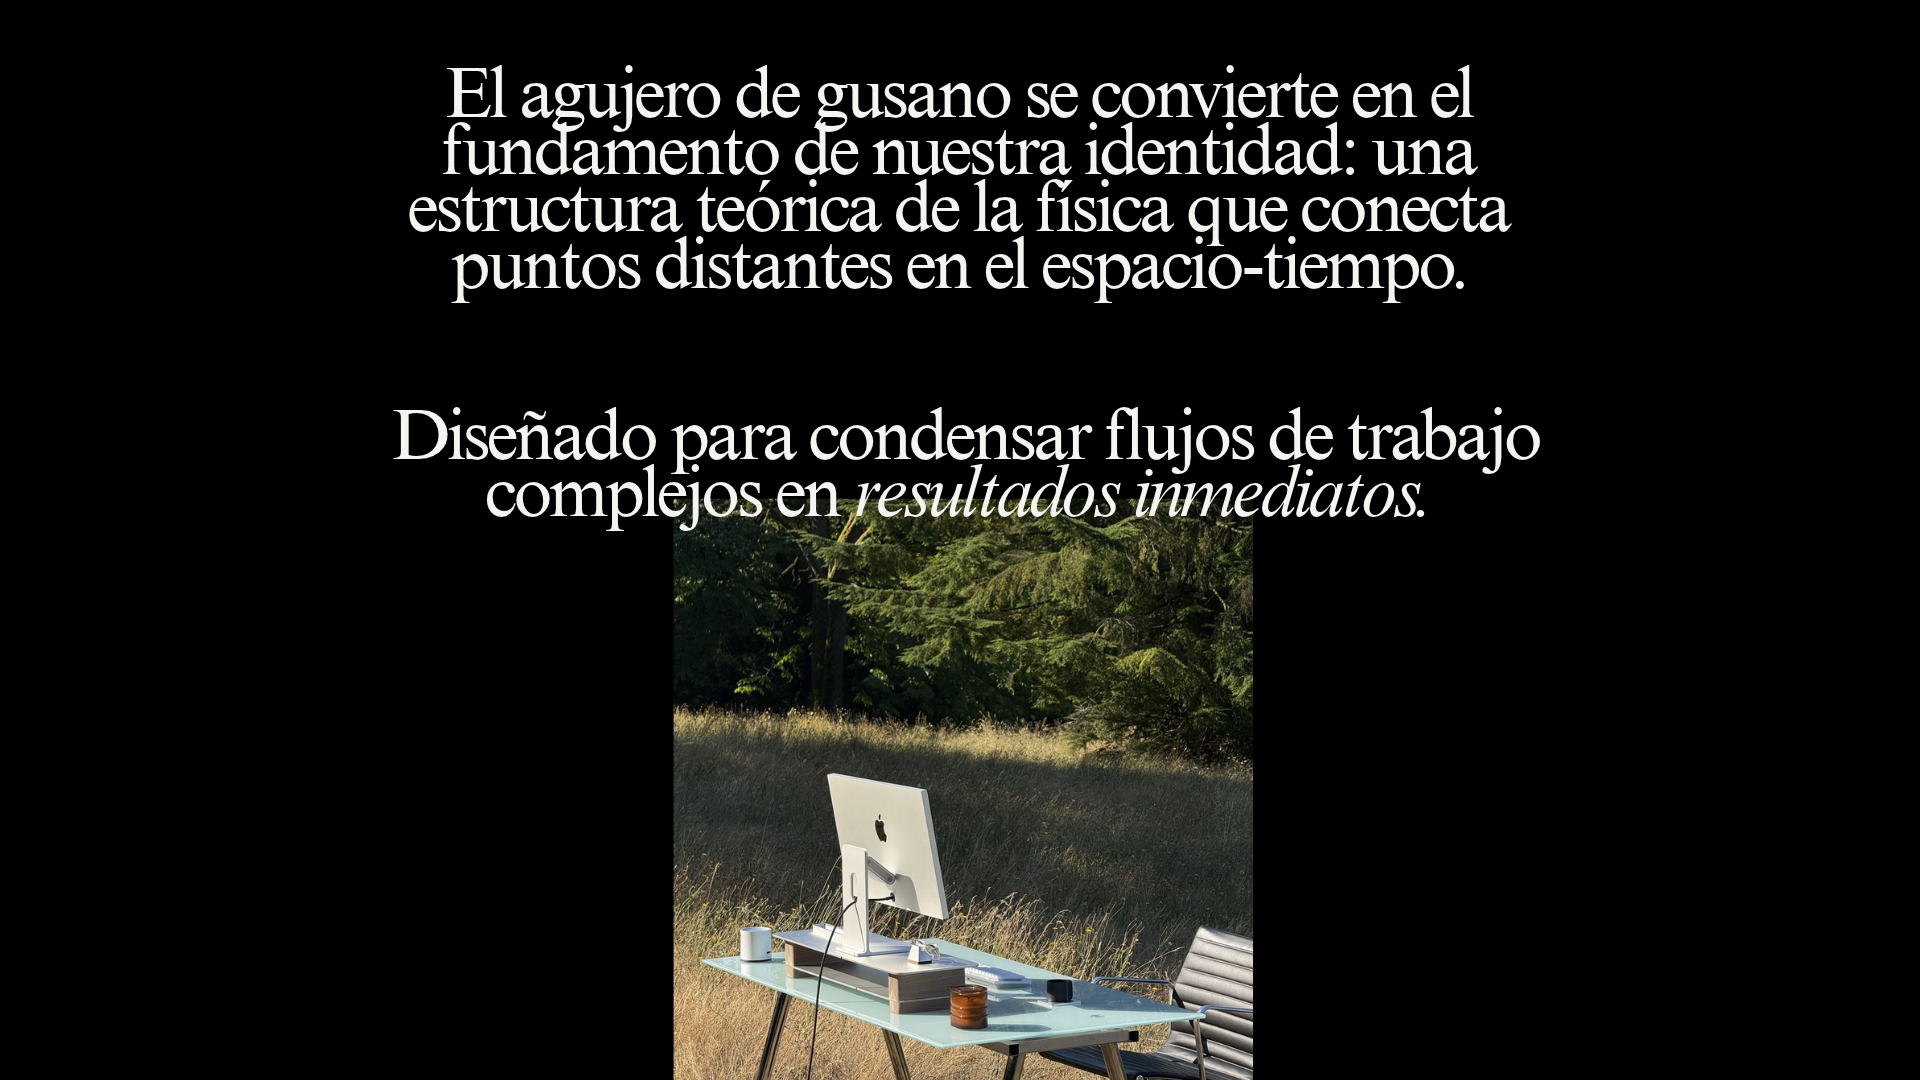 El agujero de gusano se convierte en el
fundamento de nuestra identidad: una
estructura teórica de la física que conecta
puntos distantes en el espacio-tiempo.
Diseñado para condensar flujos de trabajo
complejos en resultados inmediatos.